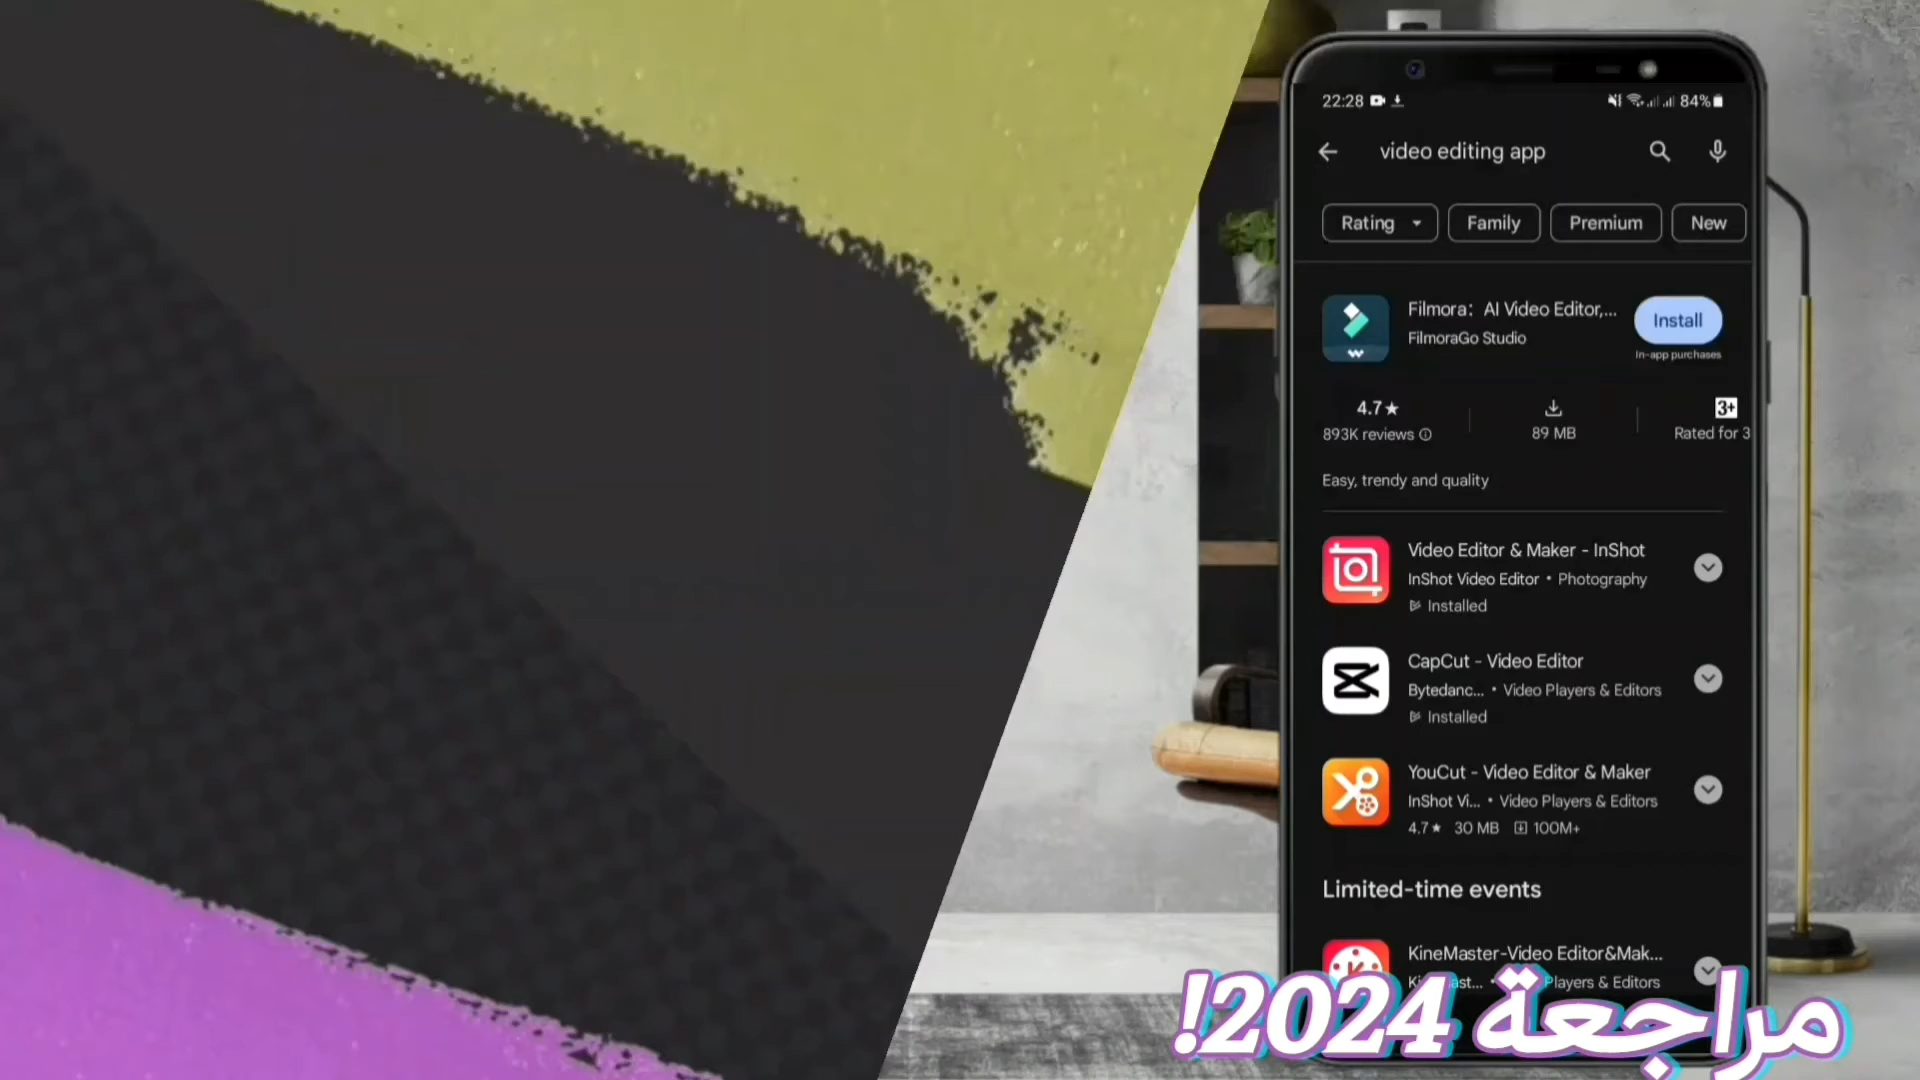 22:28 84%
video editing app
Rating Family Premium New
Filmora: AI Video Editor,...
FilmoraGo Studio
Install
In-app purchases
4.7★ 3+
893K reviews 89 MB Rated for 3
Easy, trendy and quality
Video Editor & Maker - InShot
InShot Video Editor • Photography
Installed
CapCut - Video Editor
Bytedanc... • Video Players & Editors
Installed
YouCut - Video Editor & Maker
InShot Vi... • Video Players & Editors
4.7★ 30 MB 100M+
Limited-time events
KineMaster-Video Editor&Mak...
Players & Editors
مراجعة 2024!